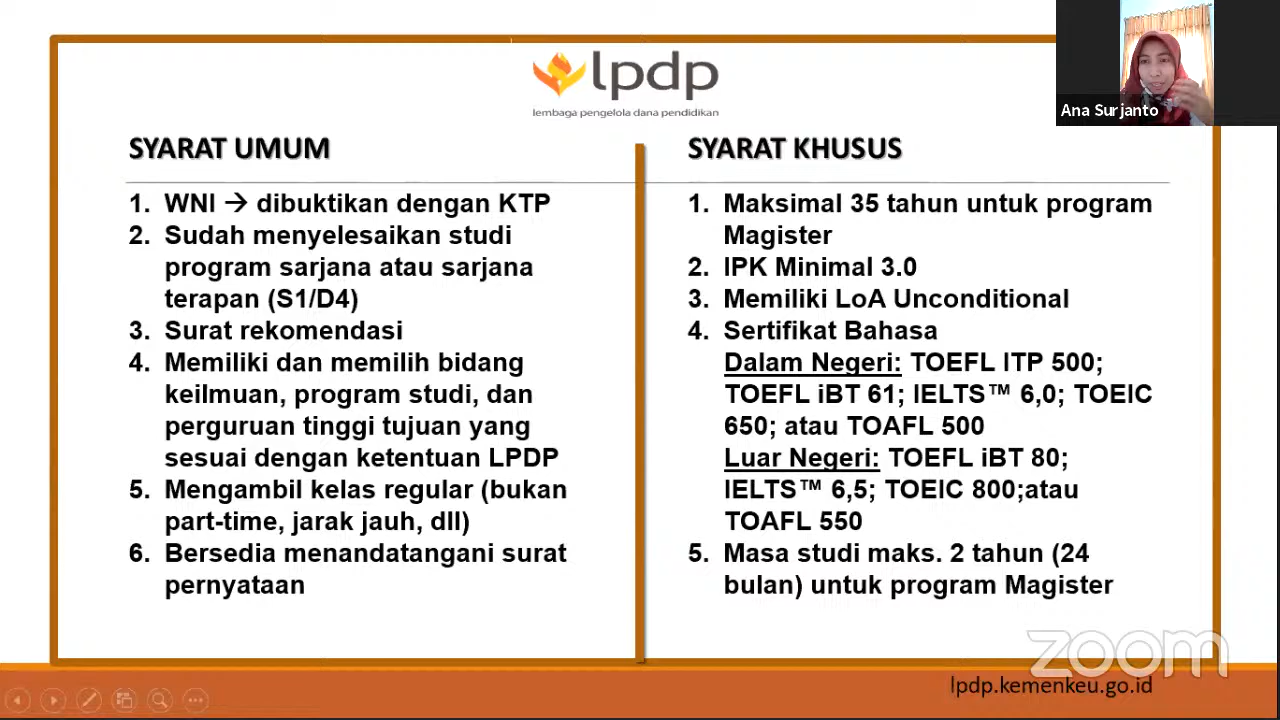 lpdp
lembaga pengelola dana pendidikan
Ana Surjanto
SYARAT UMUM
1. WNI → dibuktikan dengan KTP
2. Sudah menyelesaikan studi
program sarjana atau sarjana
terapan (S1/D4)
3. Surat rekomendasi
4. Memiliki dan memilih bidang
keilmuan, program studi, dan
perguruan tinggi tujuan yang
sesuai dengan ketentuan LPDP
5. Mengambil kelas regular (bukan
part-time, jarak jauh, dll)
6. Bersedia menandatangani surat
pernyataan
SYARAT KHUSUS
1. Maksimal 35 tahun untuk program
Magister
2. IPK Minimal 3.0
3. Memiliki LoA Unconditional
4. Sertifikat Bahasa
Dalam Negeri: TOEFL ITP 500;
TOEFL iBT 61; IELTS™ 6,0; TOEIC
650; atau TOAFL 500
Luar Negeri: TOEFL iBT 80;
IELTS™ 6,5; TOEIC 800;atau
TOAFL 550
5. Masa studi maks. 2 tahun (24
bulan) untuk program Magister
zoom
lpdp.kemenkeu.go.id